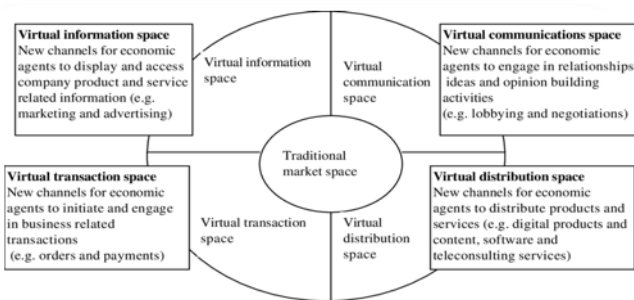 Virtual information space
New channels for economic
agents to display and access
company product and service
related information (e.g.
marketing and advertising)
Virtual information
space
Virtual
communication
space
Virtual communications space
New channels for economic
agents to engage in relationships
ideas and opinion building
activities
(e.g. lobbying and negotiations)
Traditional
market space
Virtual transaction space
New channels for economic
agents to initiate and engage
in business related
transactions
(e.g. orders and payments)
Virtual transaction
space
Virtual
distribution
space
Virtual distribution space
New channels for economic
agents to distribute products and
services (e.g. digital products and
content, software and
teleconsulting services)